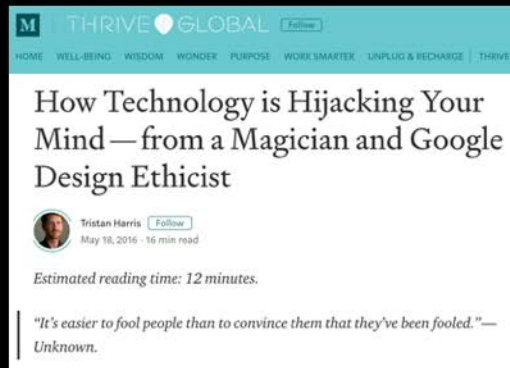 M THRIVE GLOBAL Follow
HOME WELL-BEING WISDOM WONDER PURPOSE WORK SMARTER UNPLUG & RECHARGE THRIVE
How Technology is Hijacking Your
Mind — from a Magician and Google
Design Ethicist
Tristan Harris Follow
May 18, 2016 · 16 min read
Estimated reading time: 12 minutes.
“It’s easier to fool people than to convince them that they’ve been fooled.”—
Unknown.